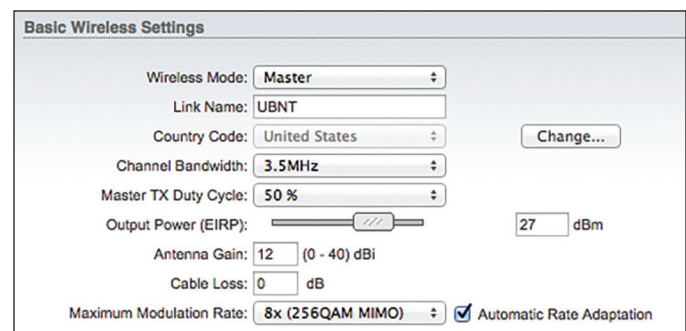 Basic Wireless Settings
Wireless Mode: Master
Link Name: UBNT
Country Code: United States Change...
Channel Bandwidth: 3.5MHz
Master TX Duty Cycle: 50 %
Output Power (EIRP): 27 dBm
Antenna Gain: 12 (0 - 40) dBi
Cable Loss: 0 dB
Maximum Modulation Rate: 8x (256QAM MIMO) Automatic Rate Adaptation